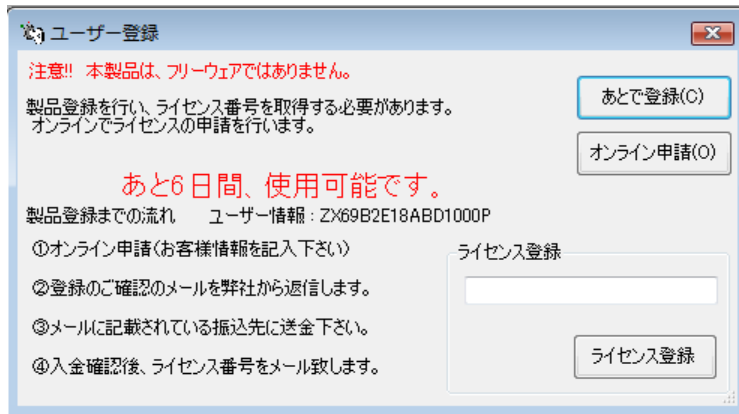 ユーザー登録
注意!! 本製品は、フリーウェアではありません。
製品登録を行い、ライセンス番号を取得する必要があります。
オンラインでライセンスの申請を行います。
あとで登録(C)
オンライン申請(O)
あと6日間、使用可能です。
製品登録までの流れ ユーザー情報：ZX69B2E18ABD1000P
①オンライン申請(お客様情報を記入下さい)
②登録のご確認のメールを弊社から返信します。
③メールに記載されている振込先に送金下さい。
④入金確認後、ライセンス番号をメール致します。
ライセンス登録
ライセンス登録